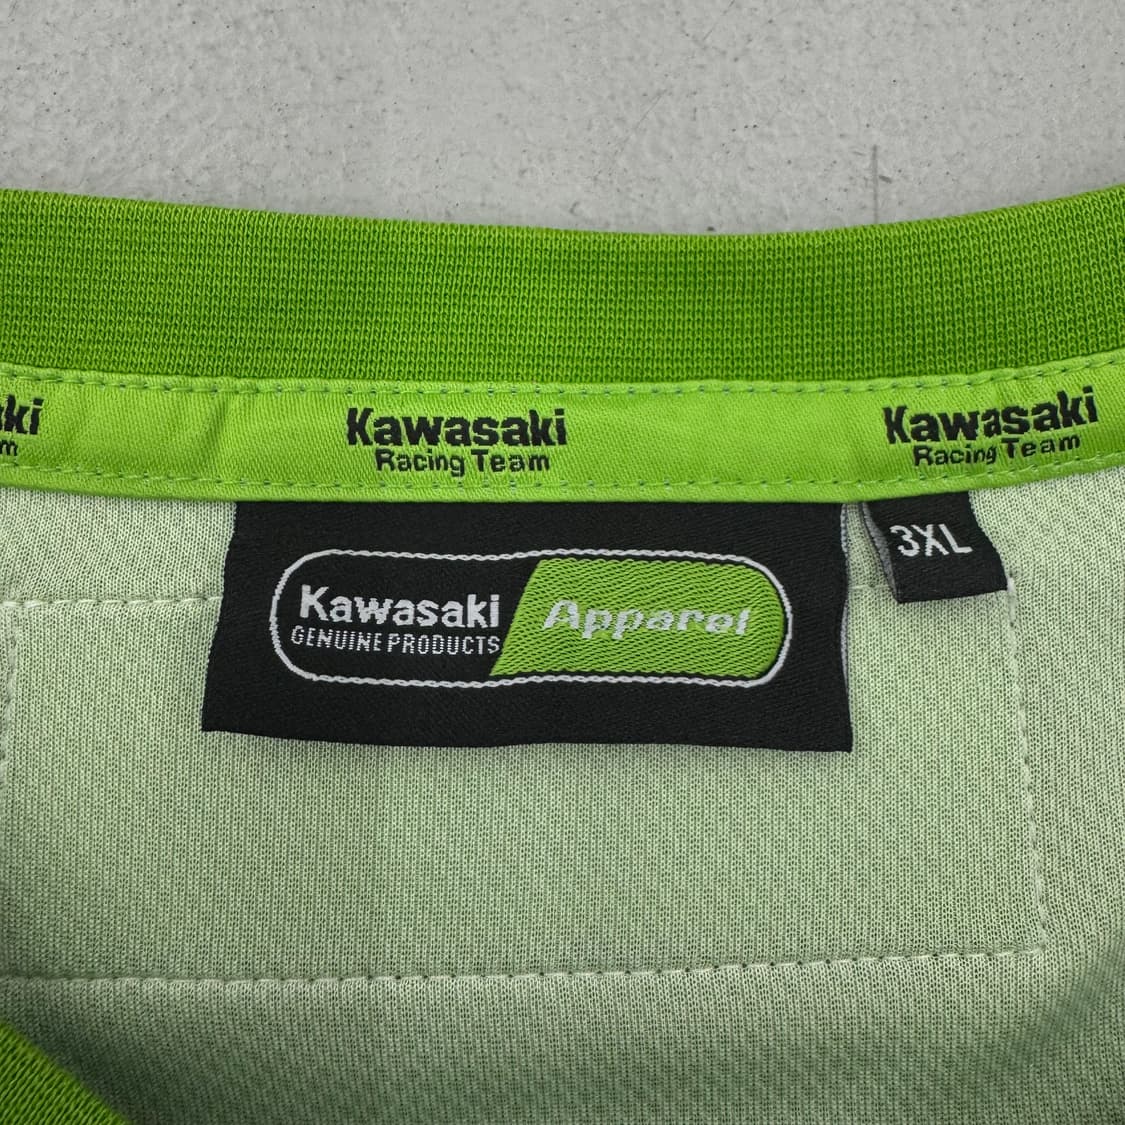 Kawasaki
Racing Team
Kawasaki
Racing Team
3XL
Kawasaki
GENUINE PRODUCTS
Apparel